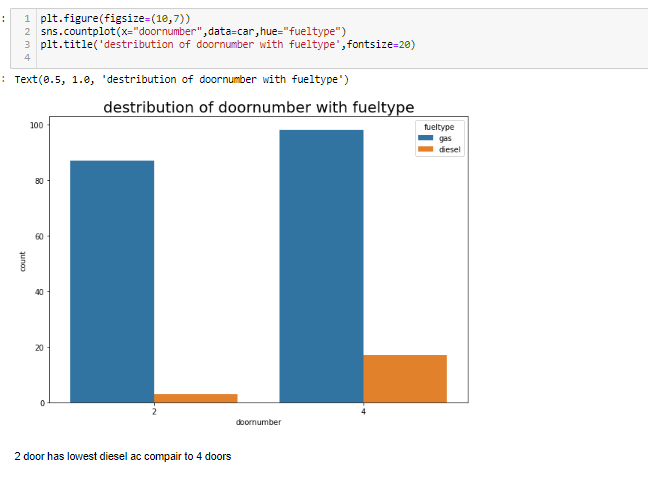 : 1 plt.figure(figsize=(10,7))
2 sns.countplot(x="doornumber",data=car,hue="fueltype")
3 plt.title('destribution of doornumber with fueltype',fontsize=20)
4
: Text(0.5, 1.0, 'destribution of doornumber with fueltype')
destribution of doornumber with fueltype
fueltype
gas
diesel
100
80
60
40
20
0
count
2 4
doornumber
2 door has lowest diesel ac compair to 4 doors